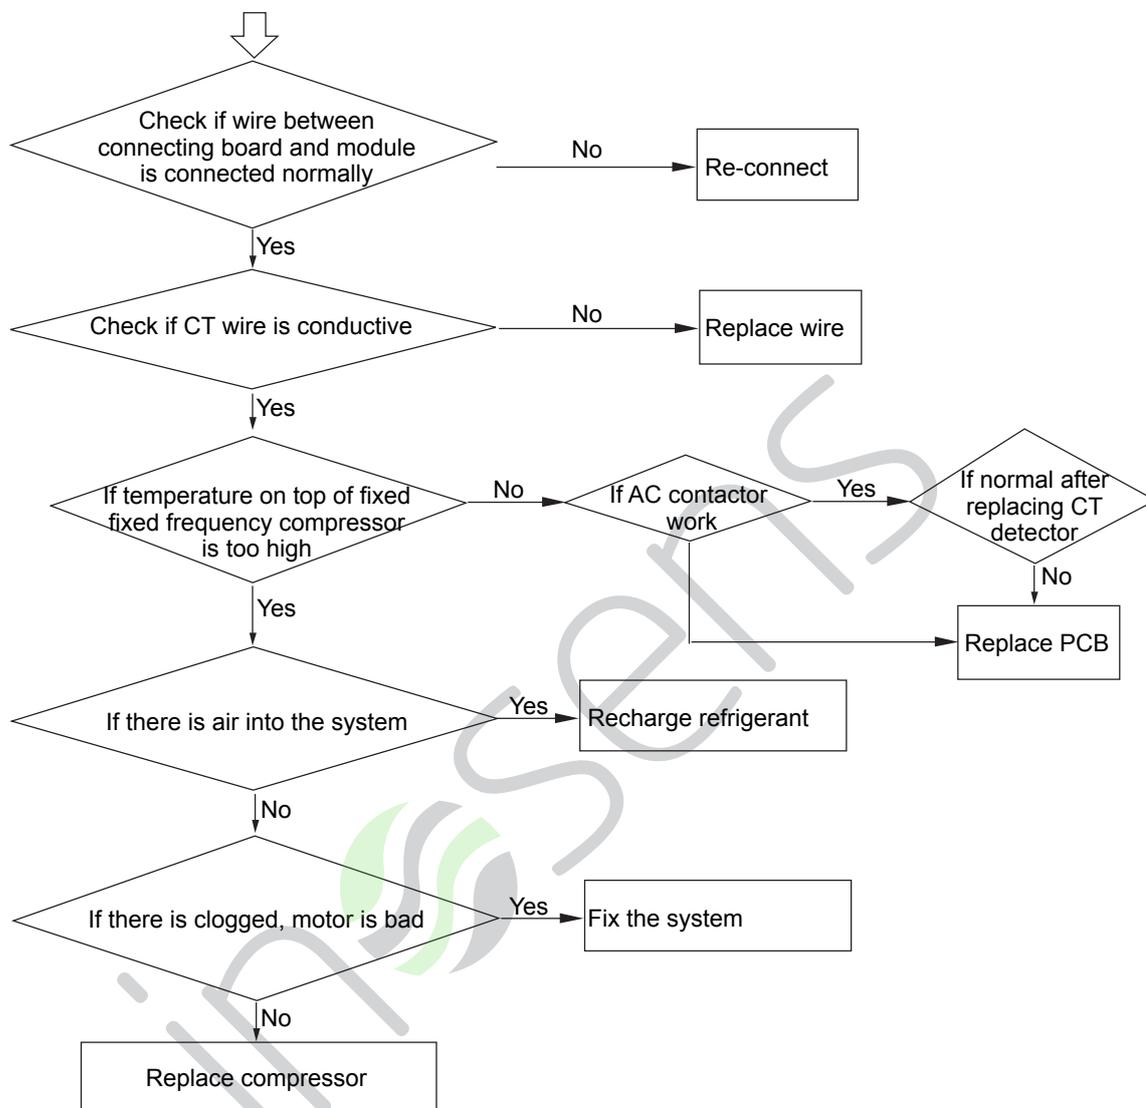 Check if wire between
connecting board and module
is connected normally
No
Re-connect
Yes
Check if CT wire is conductive
No
Replace wire
Yes
If temperature on top of fixed
fixed frequency compressor
is too high
No
If AC contactor
work
Yes
If normal after
replacing CT
detector
No
Replace PCB
Yes
If there is air into the system
Yes
Recharge refrigerant
No
If there is clogged, motor is bad
Yes
Fix the system
No
Replace compressor
insens